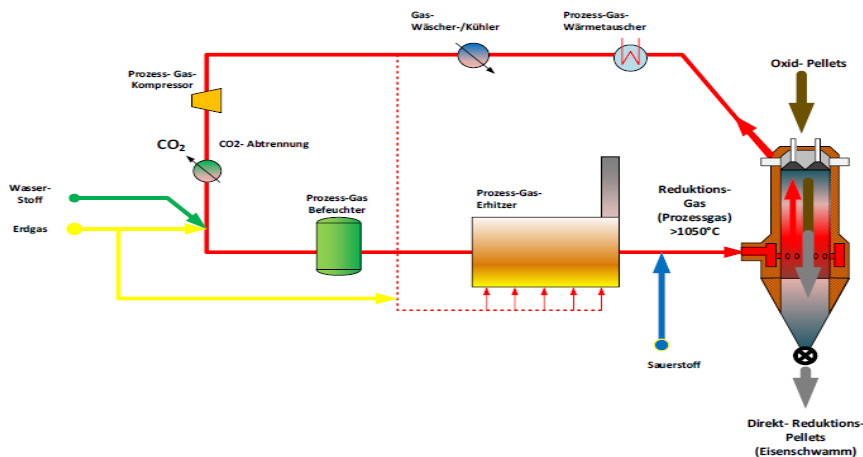 Gas-
Wäscher-/Kühler
Prozess-Gas-
Wärmetauscher
Oxid- Pellets
Prozess- Gas-
Kompressor
CO₂
CO2- Abtrennung
Wasser-
Stoff
Erdgas
Prozess-Gas
Befeuchter
Prozess-Gas-
Erhitzer
Reduktions-
Gas
(Prozessgas)
>1050°C
Sauerstoff
Direkt- Reduktions-
Pellets
(Eisenschwamm)